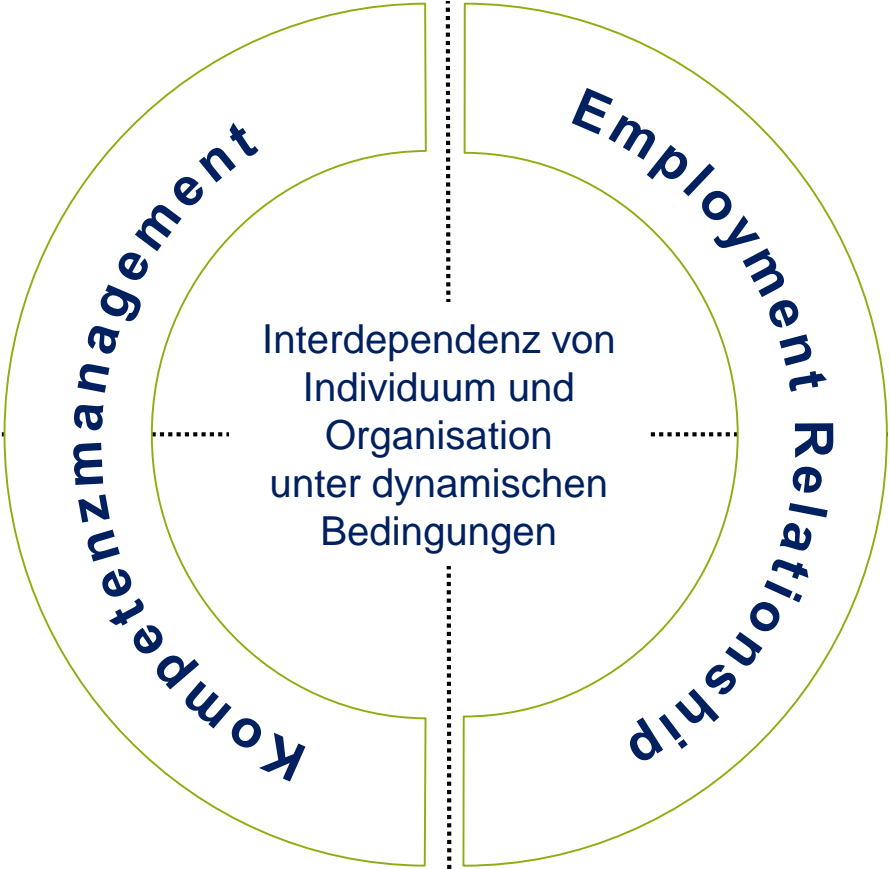 Kompetenzmanagement
Employment Relationship
Interdependenz von
Individuum und
Organisation
unter dynamischen
Bedingungen